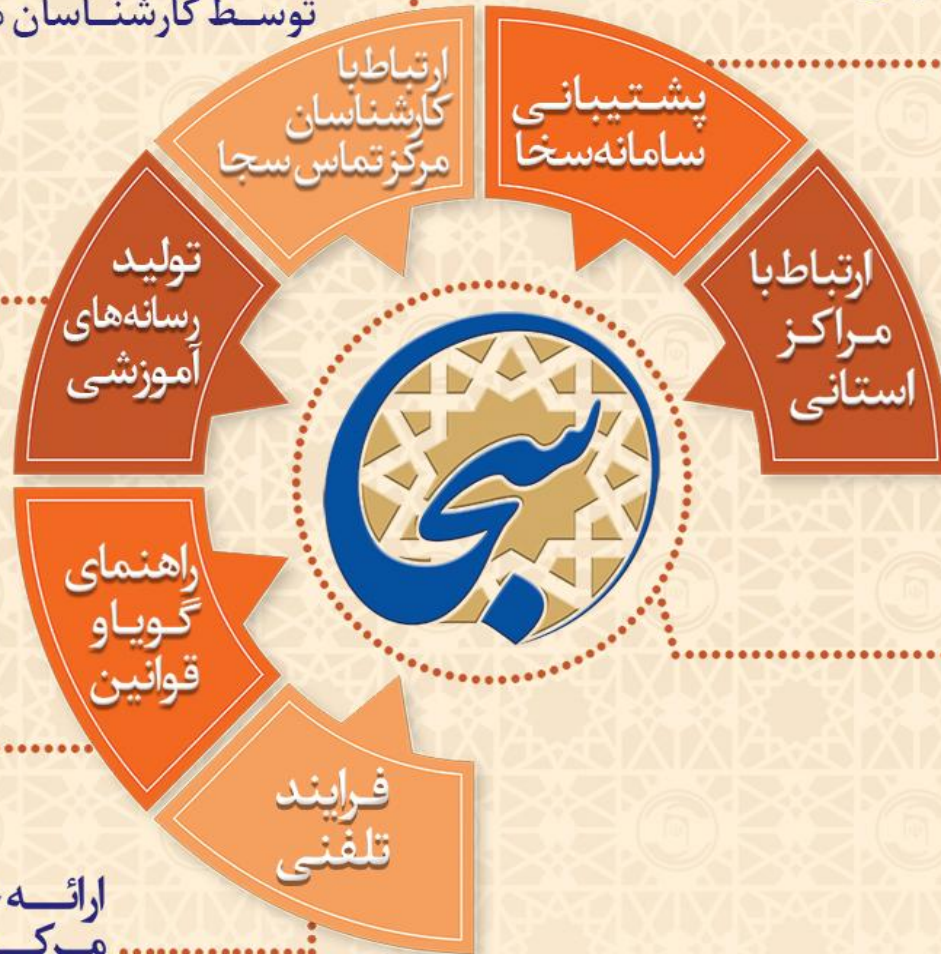 توسط کارشناسان
پشتیبانی
سامانه سخا
ارتباط با
کارشناسان
مرکز تماس سجا
ارتباط با
مراکز
استانی
تولید
رسانه‌های
آموزشی
سجا
راهنمای
گویا و
قوانین
فرایند
تلفنی
ارائه